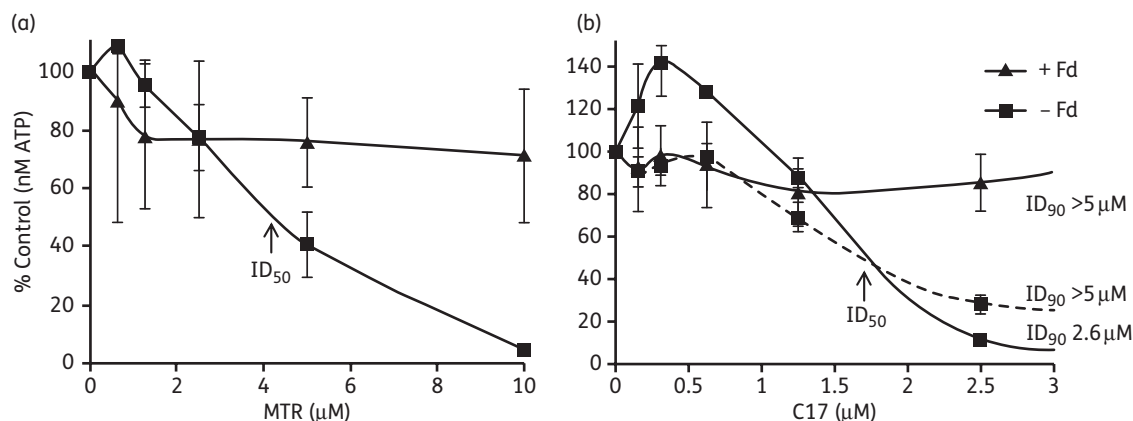 (a)
% Control (nM ATP)
100
80
60
40
20
0
ID50
0
2
4
6
8
10
MTR (µM)
(b)
140
120
100
80
60
40
20
0
+ Fd
− Fd
ID90 >5 µM
ID90 >5 µM
ID90 2.6 µM
ID50
0
0.5
1
1.5
2
2.5
3
C17 (µM)